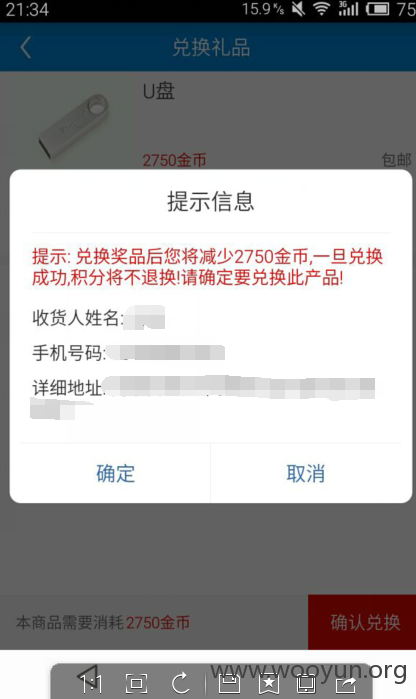 21:34
15.9 K/s 3G 75
兑换礼品
U盘
2750金币
包邮
提示信息
提示: 兑换奖品后您将减少2750金币,一旦兑换
成功,积分将不退换!请确定要兑换此产品!
收货人姓名:
手机号码:
详细地址:
确定
取消
本商品需要消耗2750金币
确认兑换
www.wooyun.org
1:1